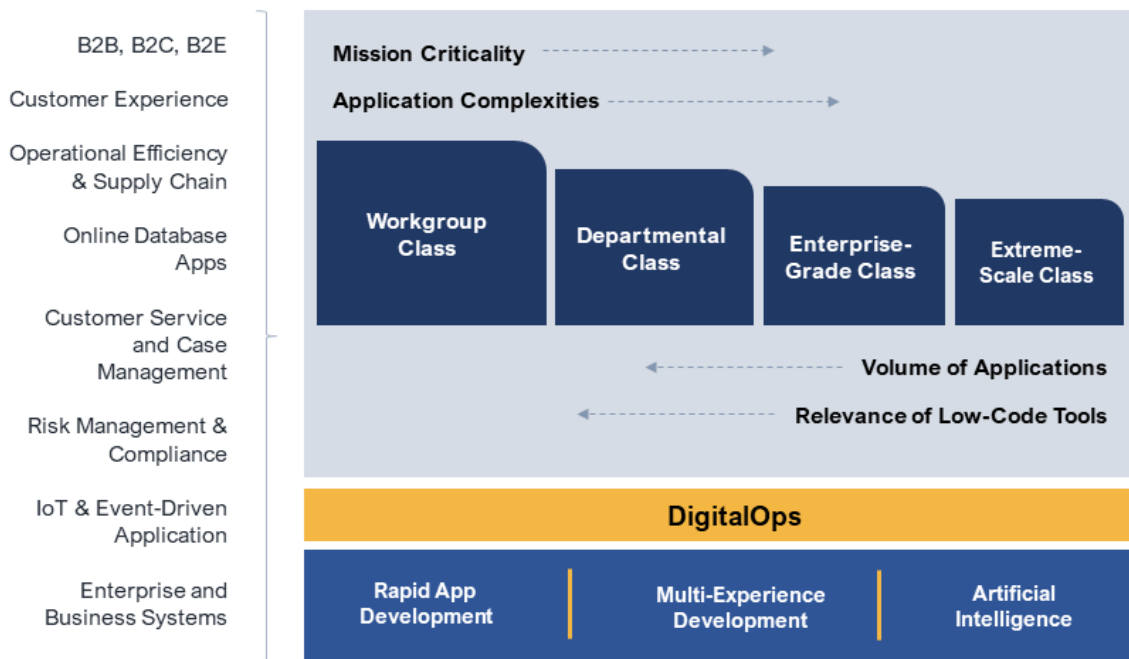 B2B, B2C, B2E
Customer Experience
Operational Efficiency
& Supply Chain
Online Database
Apps
Customer Service
and Case
Management
Risk Management &
Compliance
IoT & Event-Driven
Application
Enterprise and
Business Systems
Mission Criticality
Application Complexities
Workgroup
Class
Departmental
Class
Enterprise-
Grade Class
Extreme-
Scale Class
Volume of Applications
Relevance of Low-Code Tools
DigitalOps
Rapid App
Development
Multi-Experience
Development
Artificial
Intelligence